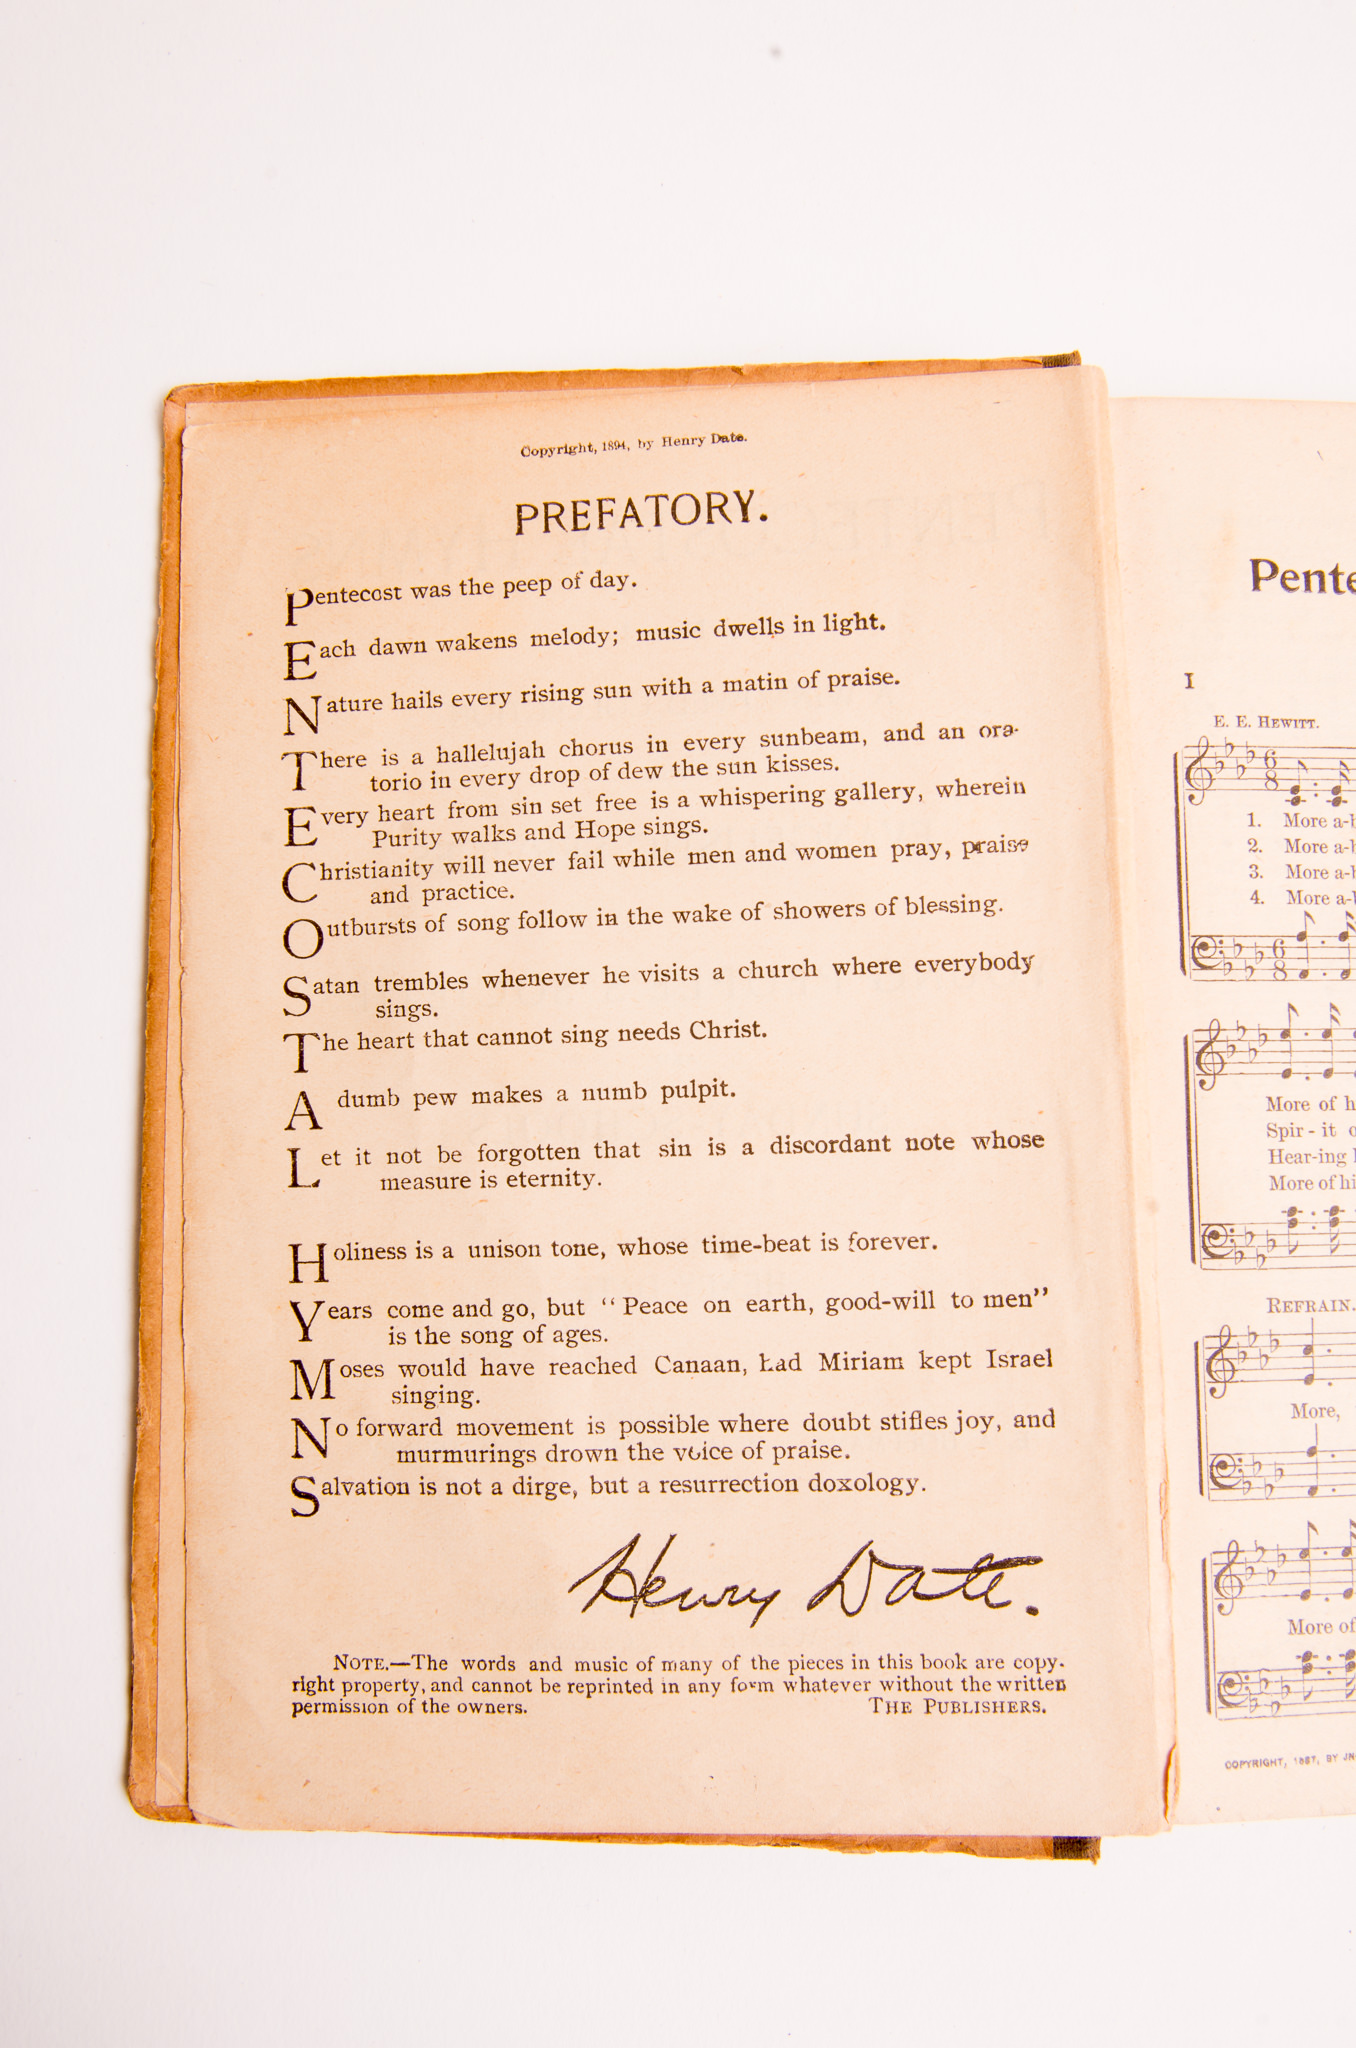 Copyright, 1894, by Henry Date.
PREFATORY.
Pentecost was the peep of day.
Each dawn wakens melody; music dwells in light.
Nature hails every rising sun with a matin of praise.
There is a hallelujah chorus in every sunbeam, and an ora-
torio in every drop of dew the sun kisses.
Every heart from sin set free is a whispering gallery, wherein
Purity walks and Hope sings.
Christianity will never fail while men and women pray, praise
and practice.
Outbursts of song follow in the wake of showers of blessing.
Satan trembles whenever he visits a church where everybody
sings.
The heart that cannot sing needs Christ.
A dumb pew makes a numb pulpit.
Let it not be forgotten that sin is a discordant note whose
measure is eternity.
Holiness is a unison tone, whose time-beat is forever.
Years come and go, but "Peace on earth, good-will to men"
is the song of ages.
Moses would have reached Canaan, had Miriam kept Israel
singing.
No forward movement is possible where doubt stifles joy, and
murmurings drown the voice of praise.
Salvation is not a dirge, but a resurrection doxology.
Henry Date.
NOTE.—The words and music of many of the pieces in this book are copy-
right property, and cannot be reprinted in any form whatever without the written
permission of the owners. THE PUBLISHERS.
Pente
1
E. E. HEWITT.
6
8
1. More a-b
2. More a-b
3. More a-b
4. More a-b
6
8
More of h
Spir - it o
Hear-ing
More of hi
REFRAIN.
More,
More of
COPYRIGHT, 1887, BY JN